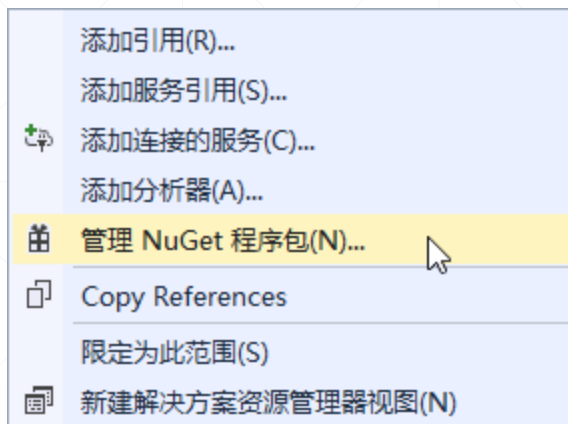 添加引用(R)...
添加服务引用(S)...
添加连接的服务(C)...
添加分析器(A)...
管理 NuGet 程序包(N)...
Copy References
限定为此范围(S)
新建解决方案资源管理器视图(N)